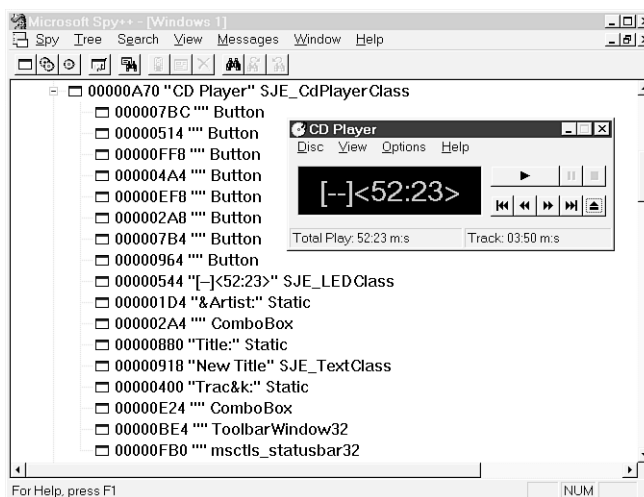 Microsoft Spy++ - [Windows 1]
Spy Tree Search View Messages Window Help
00000A70 "CD Player" SJE_CdPlayerClass
000007BC "" Button
00000514 "" Button
00000FF8 "" Button
000004A4 "" Button
00000EF8 "" Button
000002A8 "" Button
000007B4 "" Button
00000964 "" Button
00000544 "[--]<52:23>" SJE_LEDClass
000001D4 "&Artist:" Static
000002A4 "" ComboBox
00000880 "Title:" Static
00000918 "New Title" SJE_TextClass
00000400 "Trac&k:" Static
00000E24 "" ComboBox
00000BE4 "" ToolbarWindow32
00000FB0 "" msctls_statusbar32
CD Player
Disc View Options Help
[--]<52:23>
Total Play: 52:23 m:s Track: 03:50 m:s
For Help, press F1 NUM